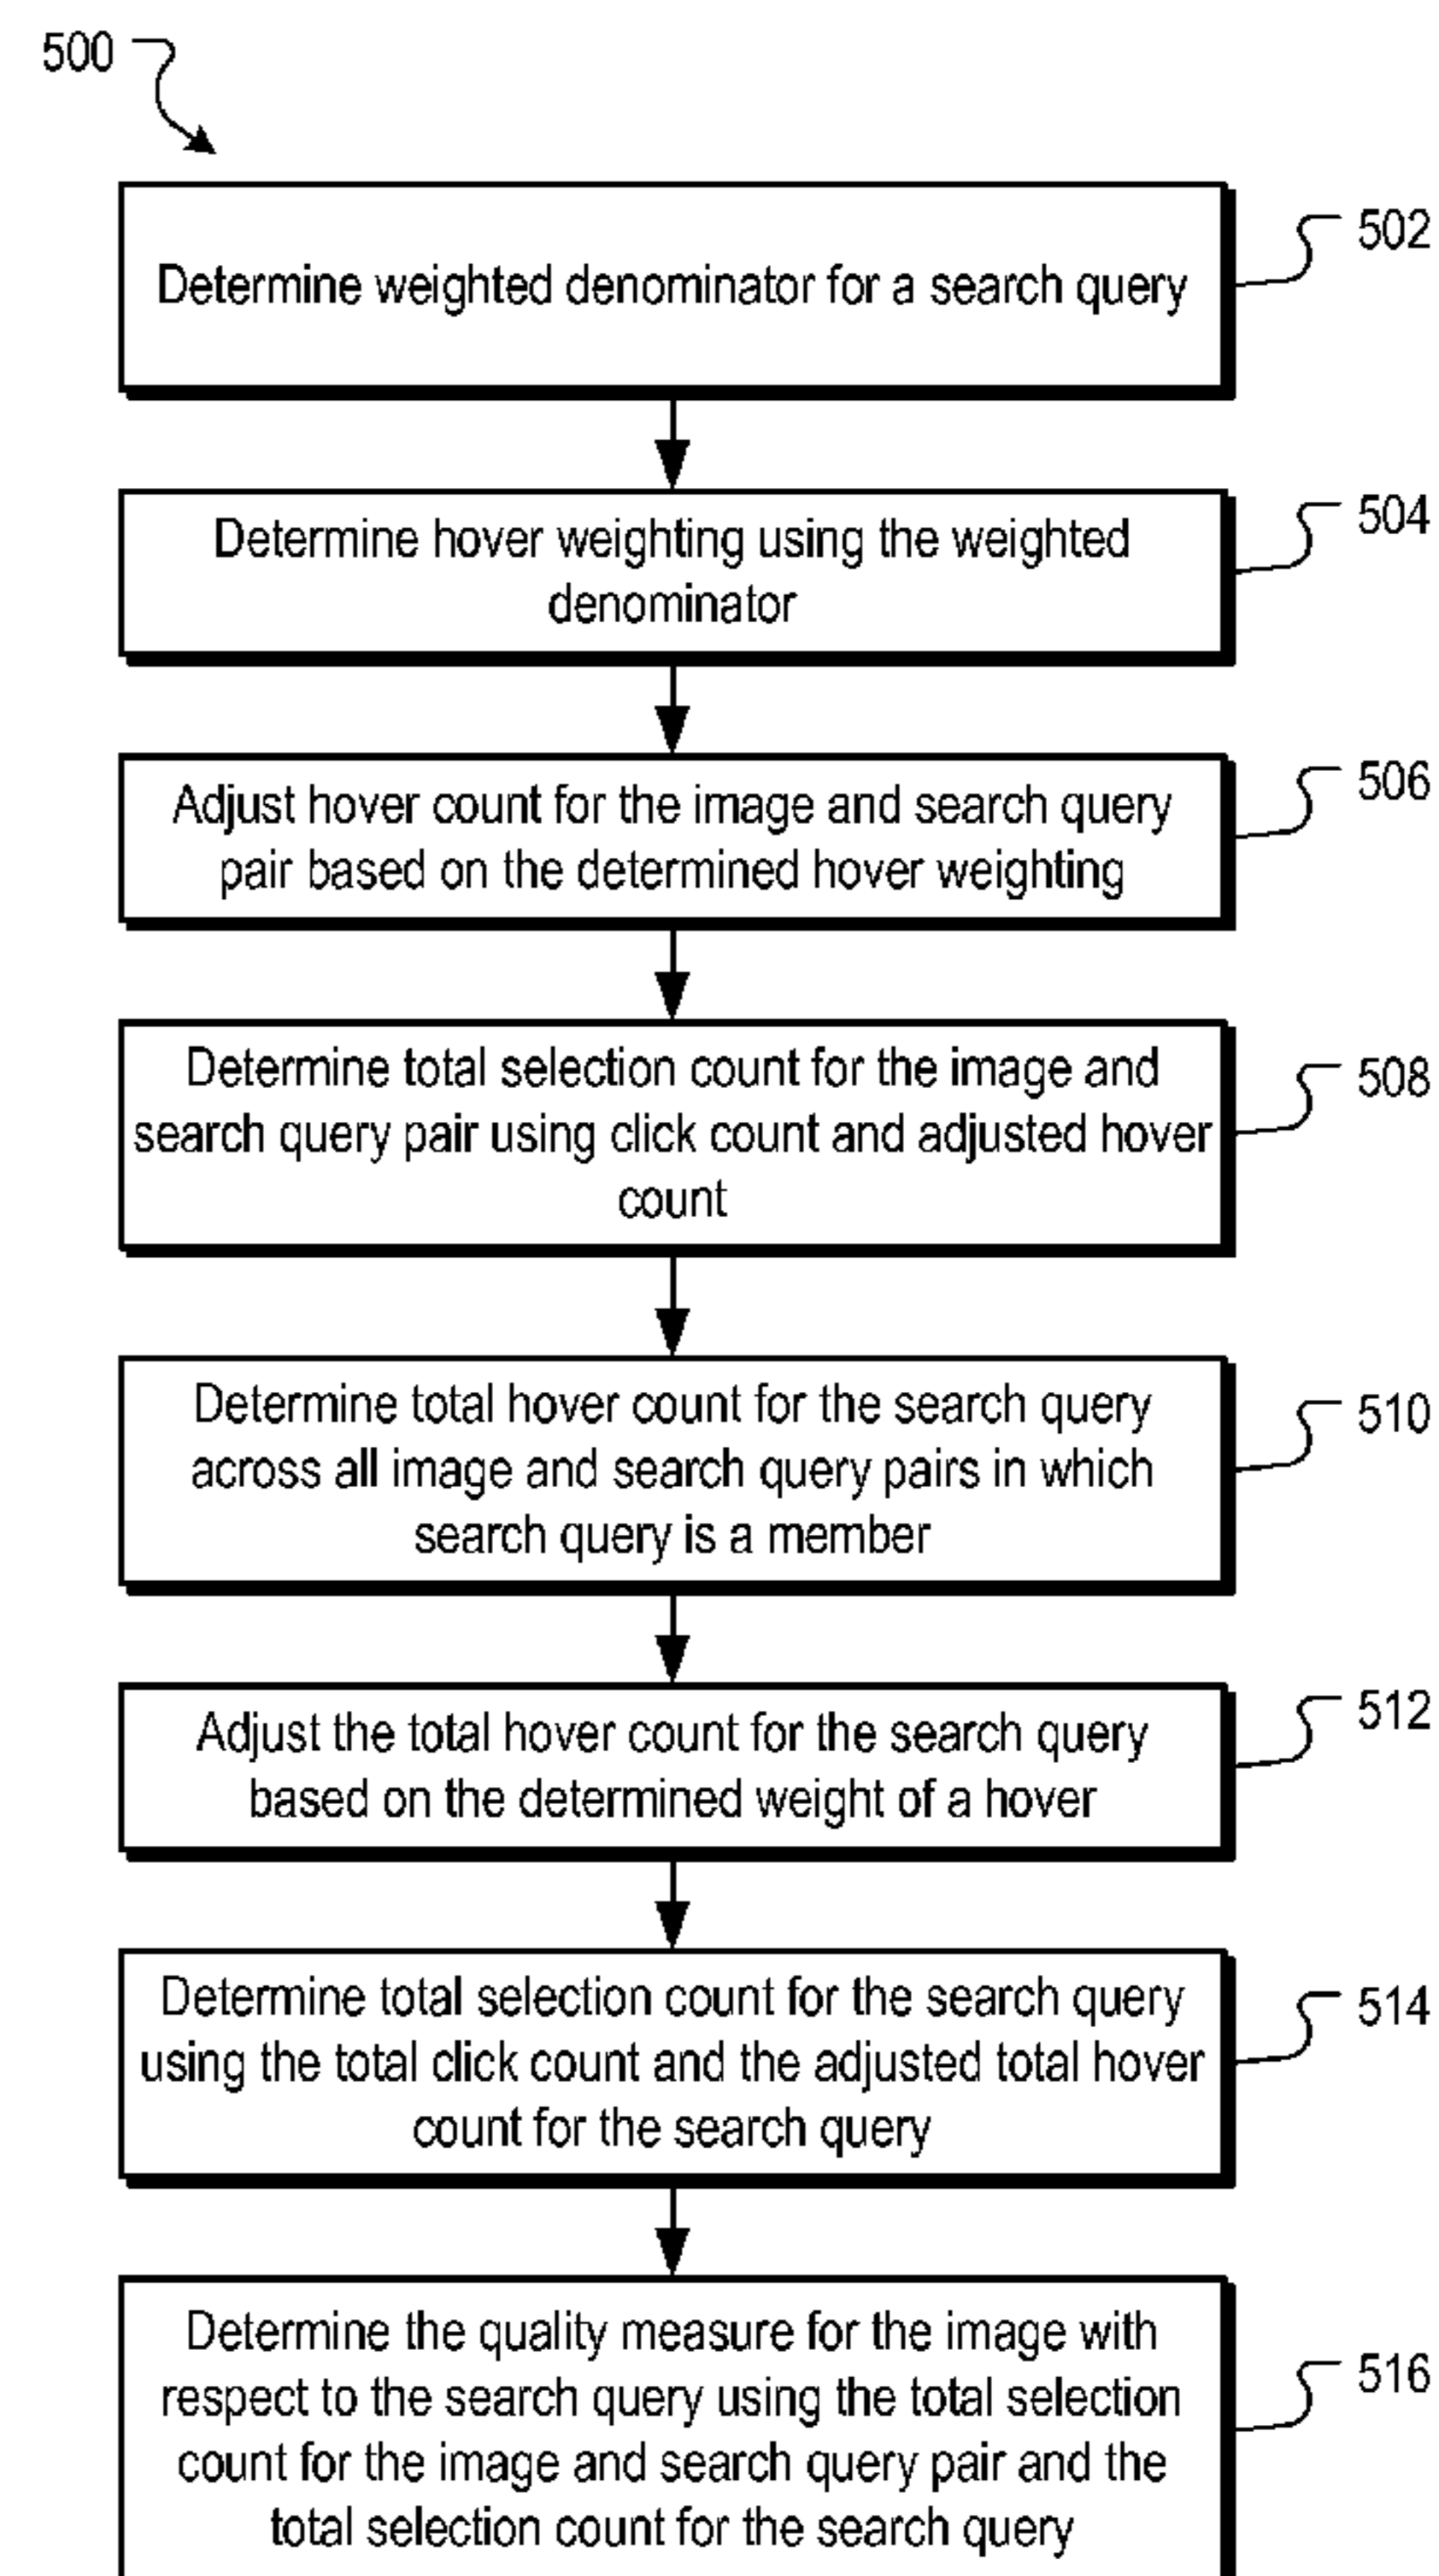 500
Determine weighted denominator for a search query
502
Determine hover weighting using the weighted
denominator
504
Adjust hover count for the image and search query
pair based on the determined hover weighting
506
Determine total selection count for the image and
search query pair using click count and adjusted hover
count
508
Determine total hover count for the search query
across all image and search query pairs in which
search query is a member
510
Adjust the total hover count for the search query
based on the determined weight of a hover
512
Determine total selection count for the search query
using the total click count and the adjusted total hover
count for the search query
514
Determine the quality measure for the image with
respect to the search query using the total selection
count for the image and search query pair and the
total selection count for the search query
516